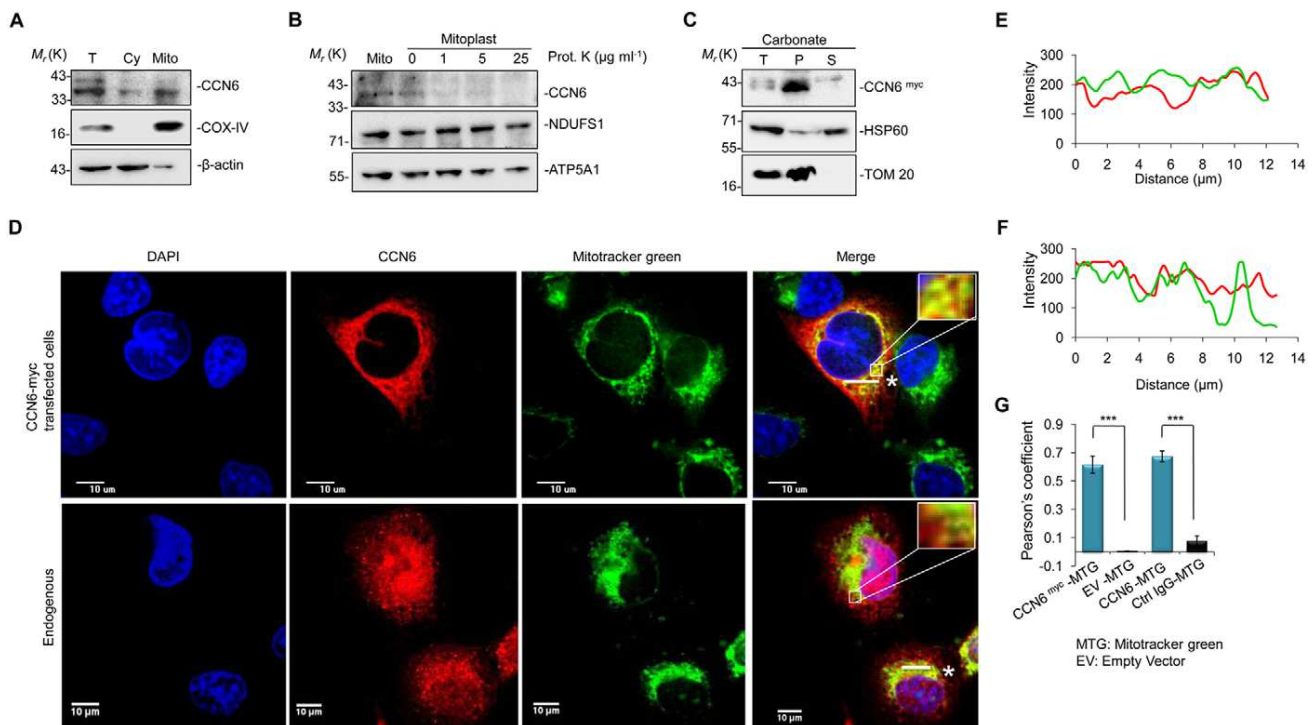 A
Mr (K)
T Cy Mito
43-
33-
-CCN6
16-
-COX-IV
43-
-β-actin
B
Mitoplast
Mr (K) Mito 0 1 5 25 Prot. K (µg ml-1)
43-
33-
-CCN6
71-
-NDUFS1
55-
-ATP5A1
C
Carbonate
Mr (K)
T P S
43-
-CCN6 myc
71-
55-
-HSP60
16-
-TOM 20
D
DAPI CCN6 Mitotracker green Merge
CCN6-myc
transfected cells
10 um 10 um 10 um 10 um
*
Endogenous
10 µm 10 µm 10 µm 10 µm
*
E
Intensity
300
200
100
0
0 2 4 6 8 10 12 14
Distance (µm)
F
Intensity
300
200
100
0
0 2 4 6 8 10 12 14
Distance (µm)
G
Pearson's coefficient
0.9
0.7
0.5
0.3
0.1
-0.1
*** ***
CCN6 myc-MTG
EV -MTG
CCN6-MTG
Ctrl IgG-MTG
MTG: Mitotracker green
EV: Empty Vector